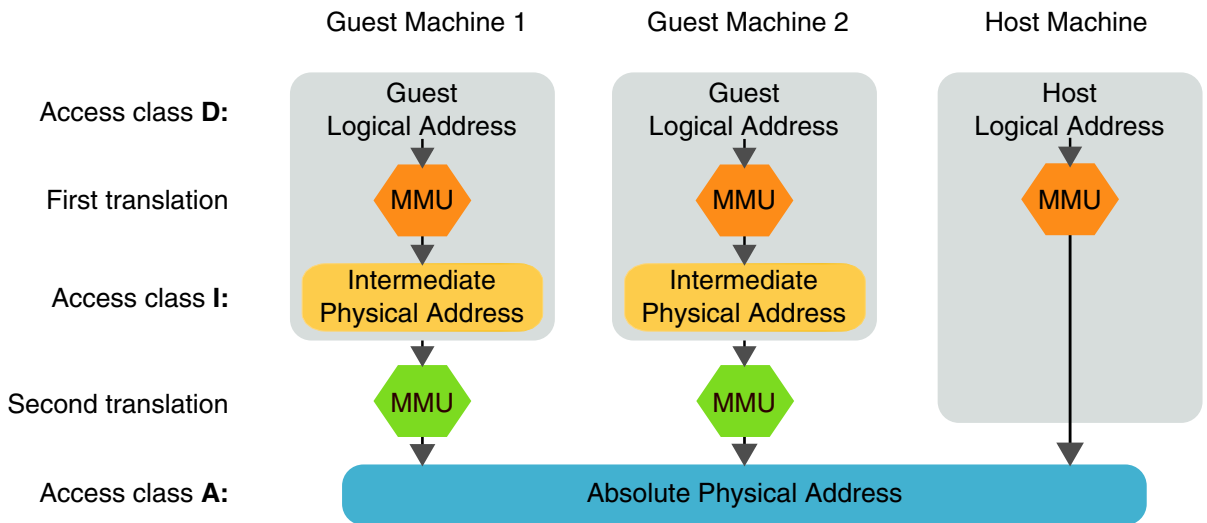 Guest Machine 1
Guest Machine 2
Host Machine
Access class D:
Guest
Logical Address
Guest
Logical Address
Host
Logical Address
First translation
MMU
MMU
MMU
Access class I:
Intermediate
Physical Address
Intermediate
Physical Address
Second translation
MMU
MMU
Access class A:
Absolute Physical Address